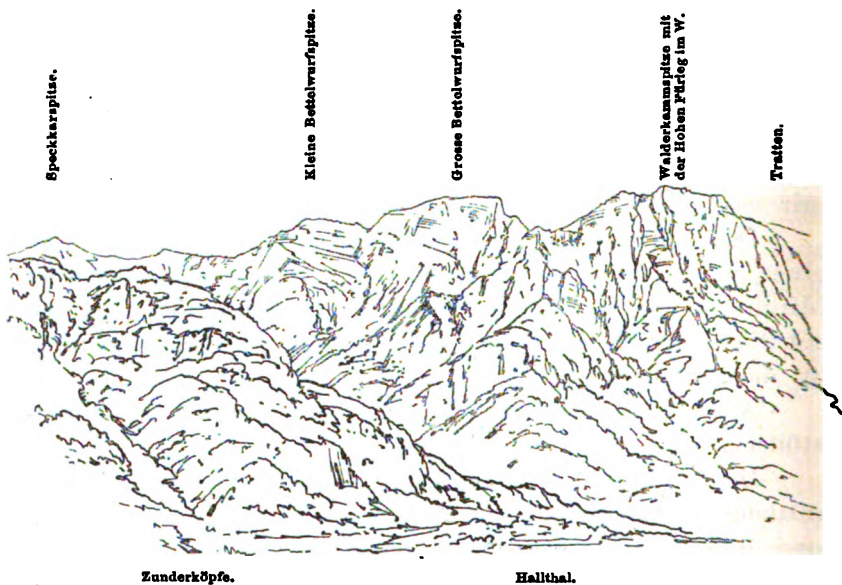 Speckkarspitze.
Kleine Bettelwurfspitze.
Grosse Bettelwurfspitze.
Walderkammspitze mit
der Hohen Fürleg im W.
Tratten.
Zunderköpfe.
Hallthal.